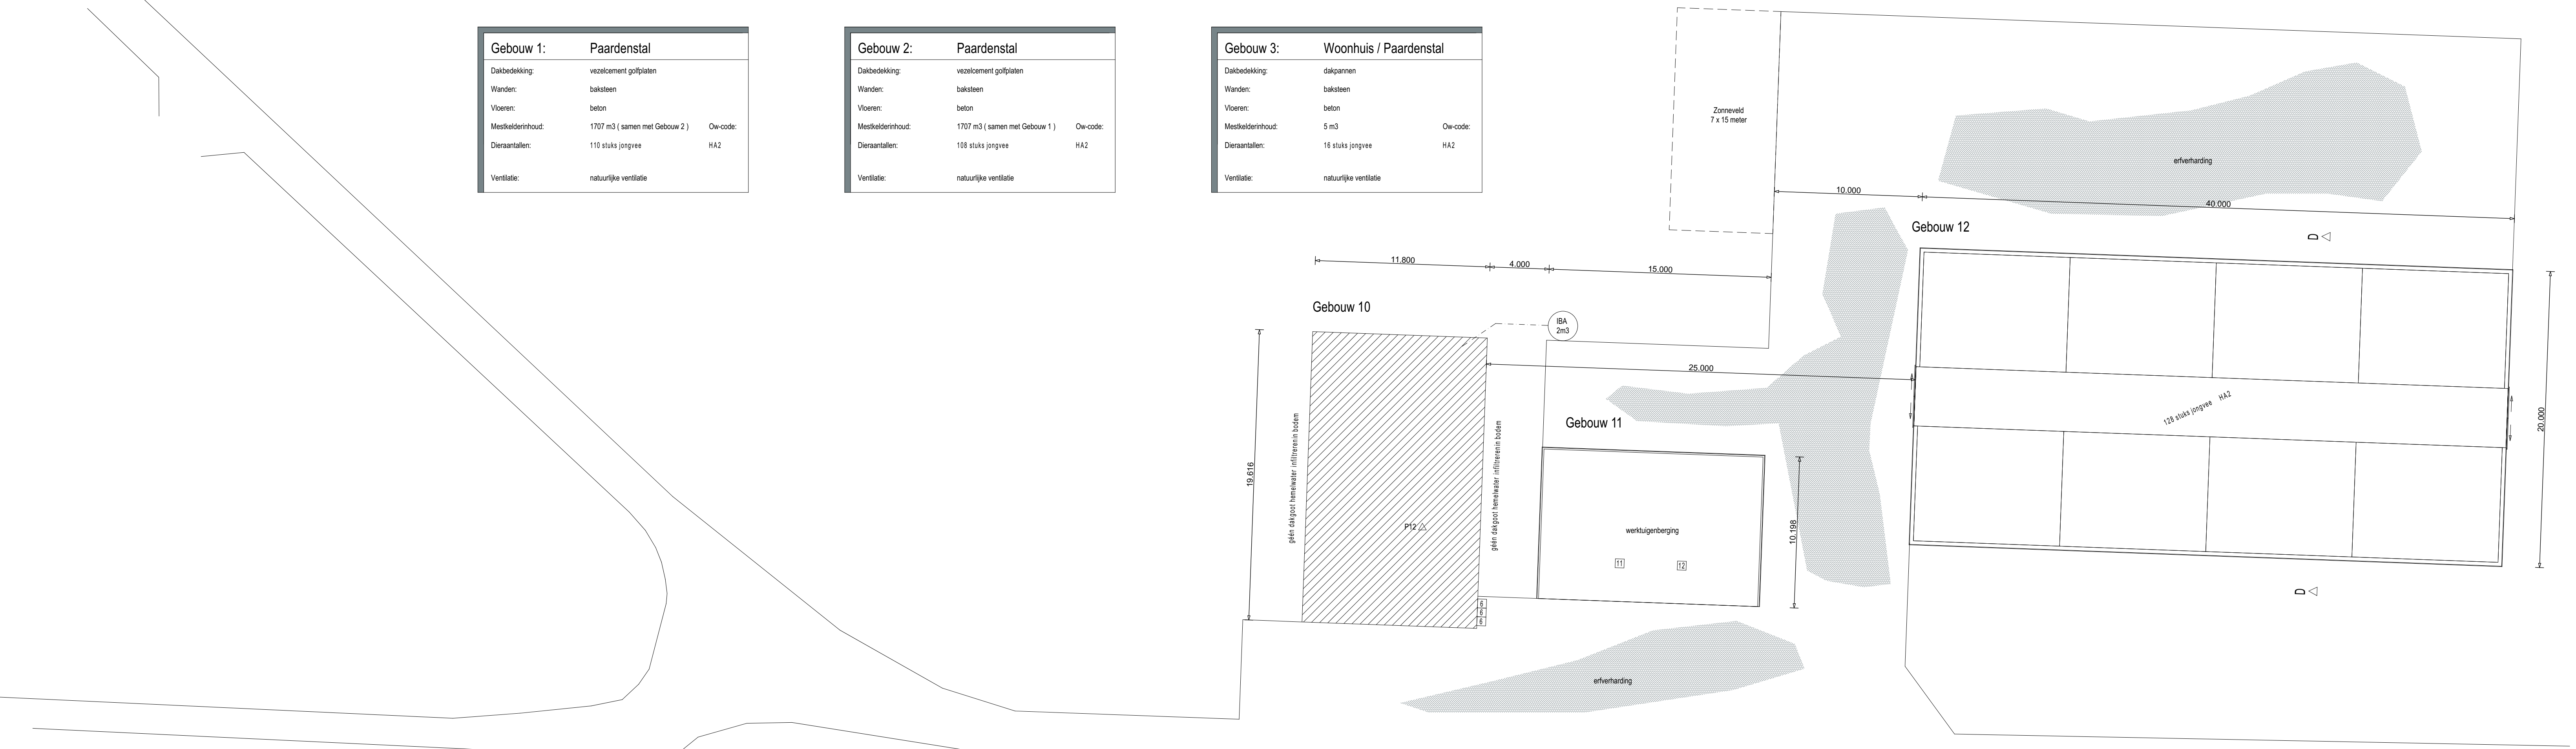 Gebouw 1: Paardenstal
Dakbedekking: vezelcement golfplaten
Wanden: baksteen
Vloeren: beton
Mestkelderinhoud: 1707 m3 ( samen met Gebouw 2 ) Ow-code:
Dieraantallen: 110 stuks jongvee HA2
Ventilatie: natuurlijke ventilatie
Gebouw 2: Paardenstal
Dakbedekking: vezelcement golfplaten
Wanden: baksteen
Vloeren: beton
Mestkelderinhoud: 1707 m3 ( samen met Gebouw 1 ) Ow-code:
Dieraantallen: 108 stuks jongvee HA2
Ventilatie: natuurlijke ventilatie
Gebouw 3: Woonhuis / Paardenstal
Dakbedekking: dakpannen
Wanden: baksteen
Vloeren: beton
Mestkelderinhoud: 5 m3 Ow-code:
Dieraantallen: 16 stuks jongvee HA2
Ventilatie: natuurlijke ventilatie
Zonneveld
7 x 15 meter
erfverharding
10.000
40.000
Gebouw 12
11.800
4.000
15.000
Gebouw 10
IBA
2m3
25.000
128 stuks jongvee HA2
20.000
Gebouw 11
19.616
géén dakgoot hemelwater infiltrerenin bodem
P12
géén dakgoot hemelwater infiltrerenin bodem
werktuigenberging
11
12
10.198
6
6
6
erfverharding